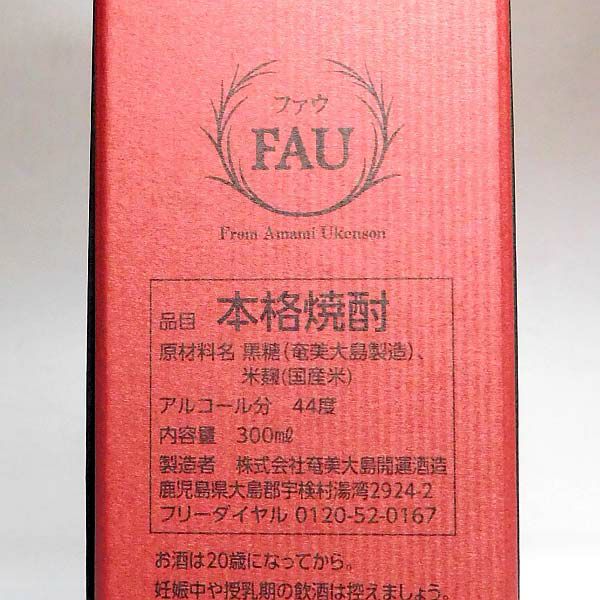 ファウ
FAU
From Amami Ukenson
品目 本格焼酎
原材料名 黒糖(奄美大島製造)、
米麹(国産米)
アルコール分 44度
内容量 300mℓ
製造者 株式会社奄美大島開運酒造
鹿児島県大島郡宇検村湯湾2924-2
フリーダイヤル 0120-52-0167
お酒は20歳になってから。
妊娠中や授乳期の飲酒は控えましょう。